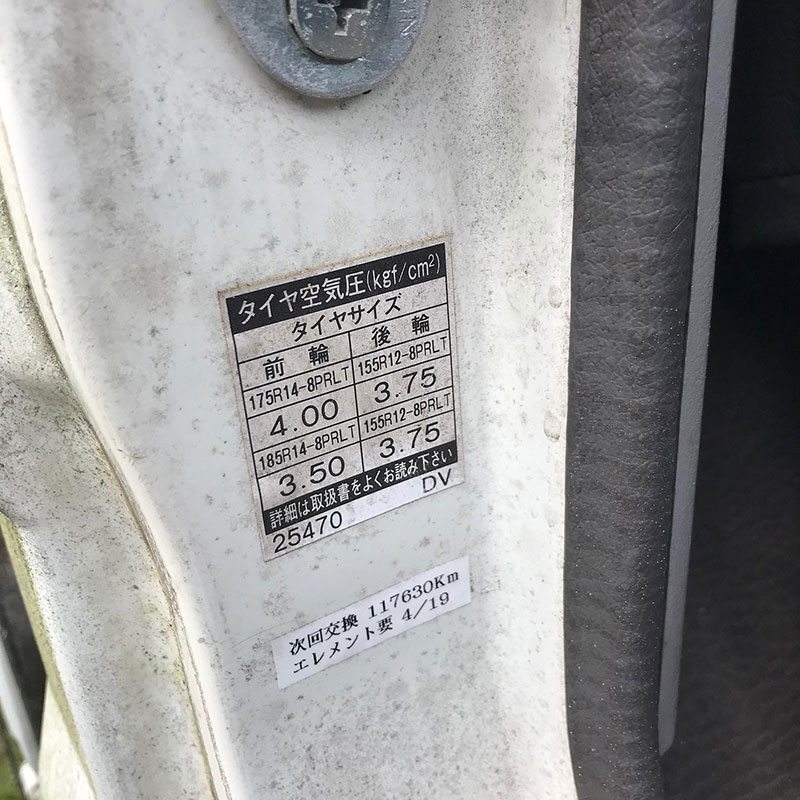 タイヤ空気圧(kgf/cm²)
タイヤサイズ
前 輪 後 輪
175R14-8PRLT 155R12-8PRLT
4.00 3.75
185R14-8PRLT 155R12-8PRLT
3.50 3.75
詳細は取扱書をよくお読み下さい
25470 DV
次回交換 117630Km
エレメント要 4/19